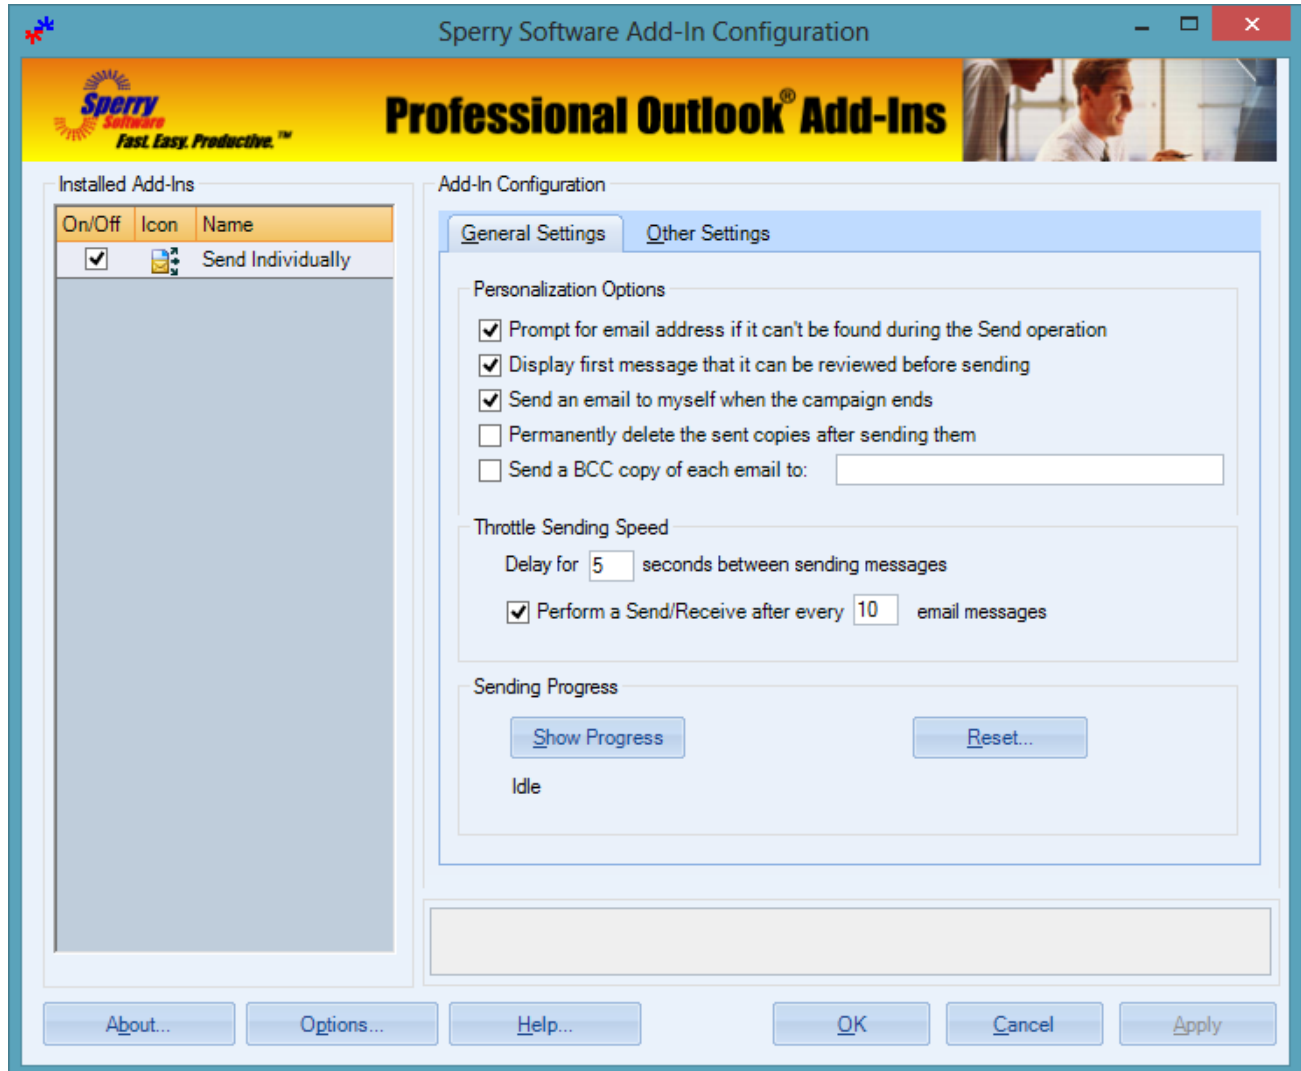 Sperry Software Add-In Configuration
Sperry
Software
Fast. Easy. Productive.™
Professional Outlook® Add-Ins
Installed Add-Ins
On/Off Icon Name
Send Individually
Add-In Configuration
General Settings Other Settings
Personalization Options
Prompt for email address if it can't be found during the Send operation
Display first message that it can be reviewed before sending
Send an email to myself when the campaign ends
Permanently delete the sent copies after sending them
Send a BCC copy of each email to:
Throttle Sending Speed
Delay for 5 seconds between sending messages
Perform a Send/Receive after every 10 email messages
Sending Progress
Show Progress Reset...
Idle
About... Options... Help... OK Cancel Apply